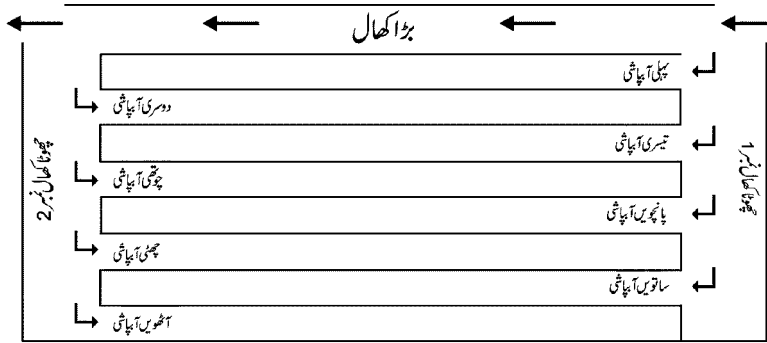 بڑا کھال
پہلی آبپاشی
دوسری آبپاشی
تیسری آبپاشی
چوتھی آبپاشی
پانچویں آبپاشی
چھٹی آبپاشی
ساتویں آبپاشی
آٹھویں آبپاشی
چھوٹا کھال نمبر 1
چھوٹا کھال نمبر 2